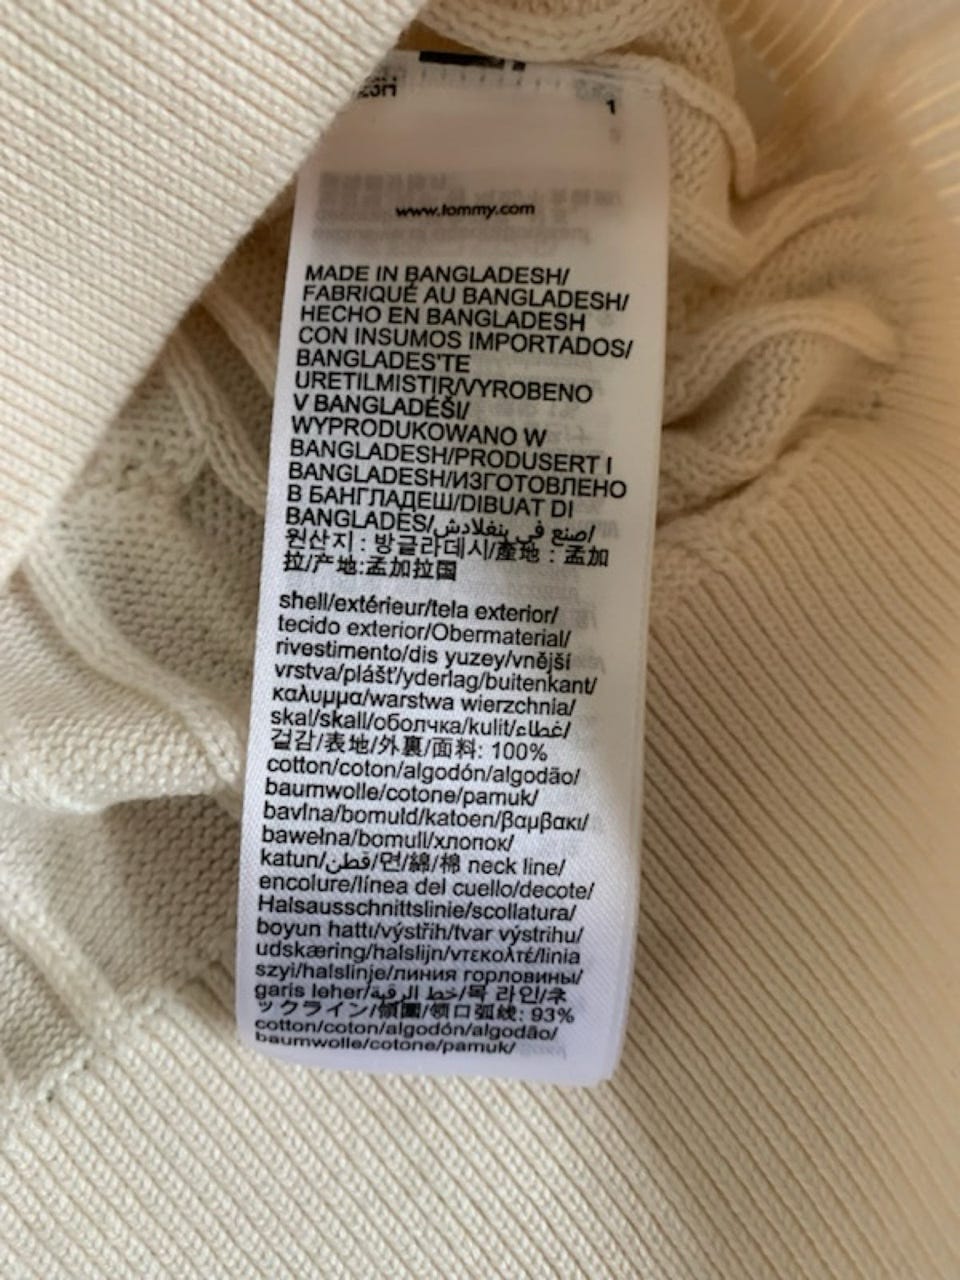 1
www.tommy.com
MADE IN BANGLADESH/
FABRIQUÉ AU BANGLADESH/
HECHO EN BANGLADESH
CON INSUMOS IMPORTADOS/
BANGLADES'TE
URETILMISTIR/VYROBENO
V BANGLADÉŠI/
WYPRODUKOWANO W
BANGLADESH/PRODUSERT I
BANGLADESH/ИЗГОТОВЛЕНО
В БАНГЛАДЕШ/DIBUAT DI
BANGLADES/صنع في بنغلادش/
원산지 : 방글라데시/產地 : 孟加
拉/产地:孟加拉国
shell/extérieur/tela exterior/
tecido exterior/Obermaterial/
rivestimento/dis yuzey/vnější
vrstva/plášť/yderlag/buitenkant/
καλυμμα/warstwa wierzchnia/
skal/skall/оболчка/kulit/غطاء/
겉감/表地/外裏/面料: 100%
cotton/coton/algodón/algodão/
baumwolle/cotone/pamuk/
bavlna/bomuld/katoen/βαμβακι/
bawełna/bomull/хлопок/
katun/قطن/면/綿/棉 neck line/
encolure/línea del cuello/decote/
Halsausschnittslinie/scollatura/
boyun hattı/výstřih/tvar výstrihu/
udskæring/halslijn/ντεκολτέ/linia
szyi/halslinje/линия горловины/
garis leher/خط الرقبة/목 라인/ネ
ックライン/領圍/领口弧线: 93%
cotton/coton/algodón/algodão/
baumwolle/cotone/pamuk/